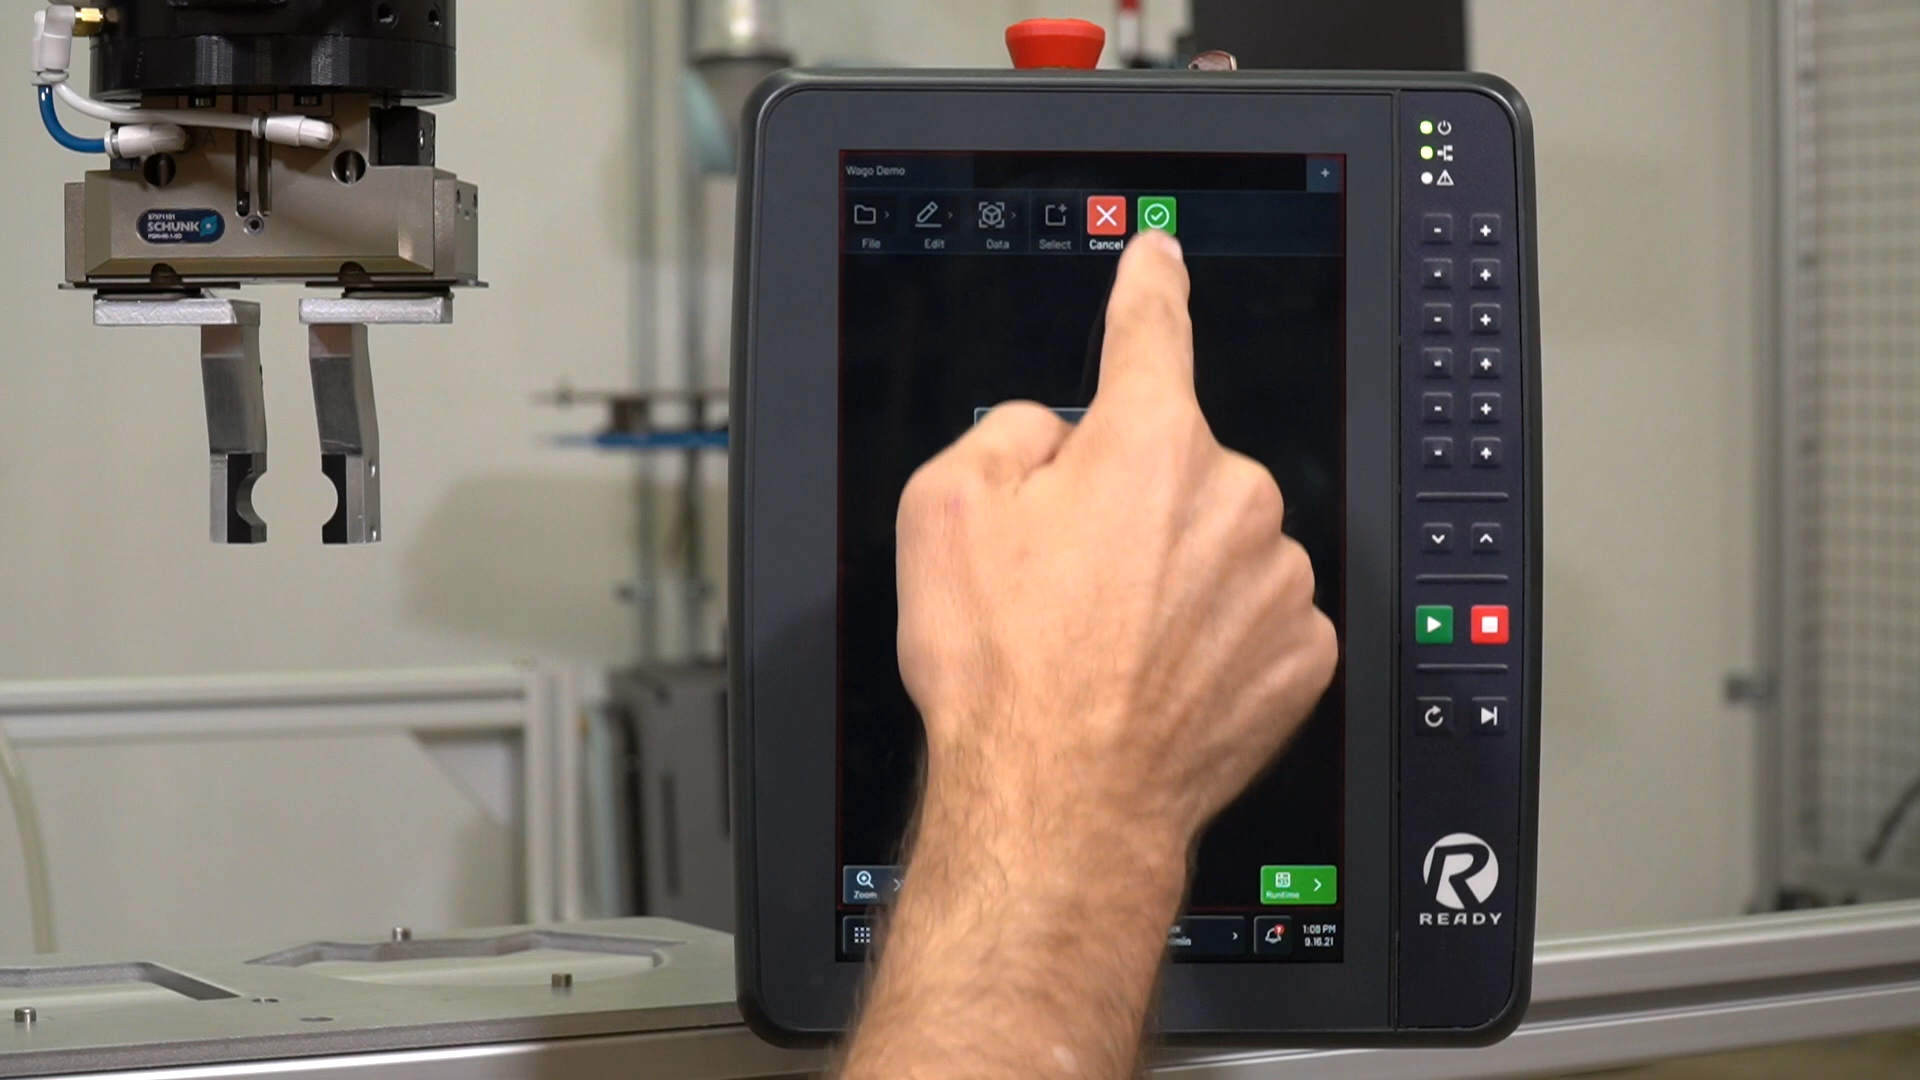 SCHUNK
Wago Demo
+
File
Edit
Data
Select
Cancel
Zoom
Runtime
1:09 PM
9.16.21
R
READY